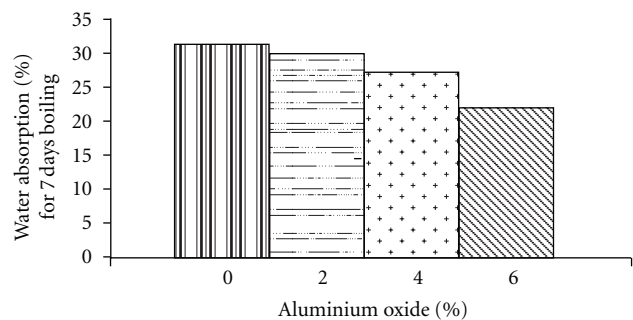 Water absorption (%)
for 7 days boiling
35
30
25
20
15
10
5
0
0 2 4 6
Aluminium oxide (%)